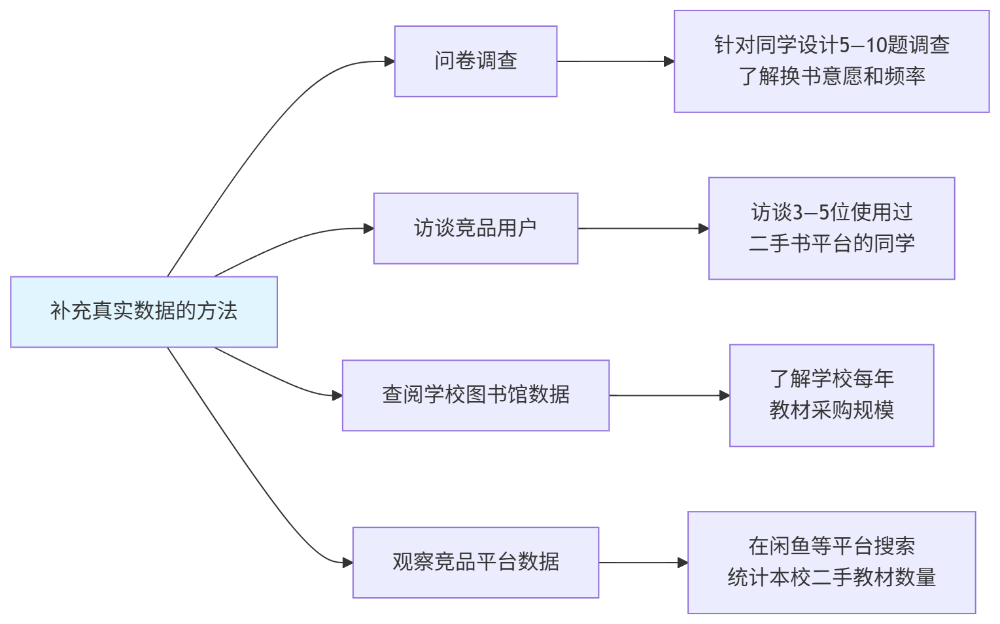 问卷调查
针对同学设计5–10题调查
了解换书意愿和频率
访谈竞品用户
访谈3–5位使用过
二手书平台的同学
补充真实数据的方法
查阅学校图书馆数据
了解学校每年
教材采购规模
观察竞品平台数据
在闲鱼等平台搜索
统计本校二手教材数量